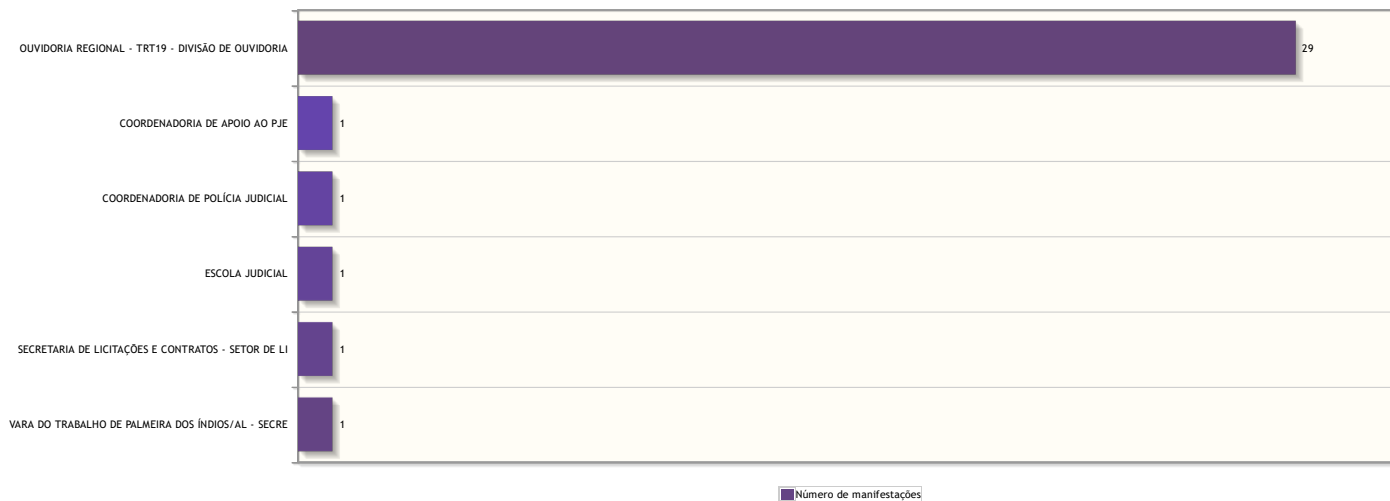 OUVIDORIA REGIONAL - TRT19 - DIVISÃO DE OUVIDORIA
29
COORDENADORIA DE APOIO AO PJE
1
COORDENADORIA DE POLÍCIA JUDICIAL
1
ESCOLA JUDICIAL
1
SECRETARIA DE LICITAÇÕES E CONTRATOS - SETOR DE LI
1
VARA DO TRABALHO DE PALMEIRA DOS ÍNDIOS/AL - SECRE
1
Número de manifestações